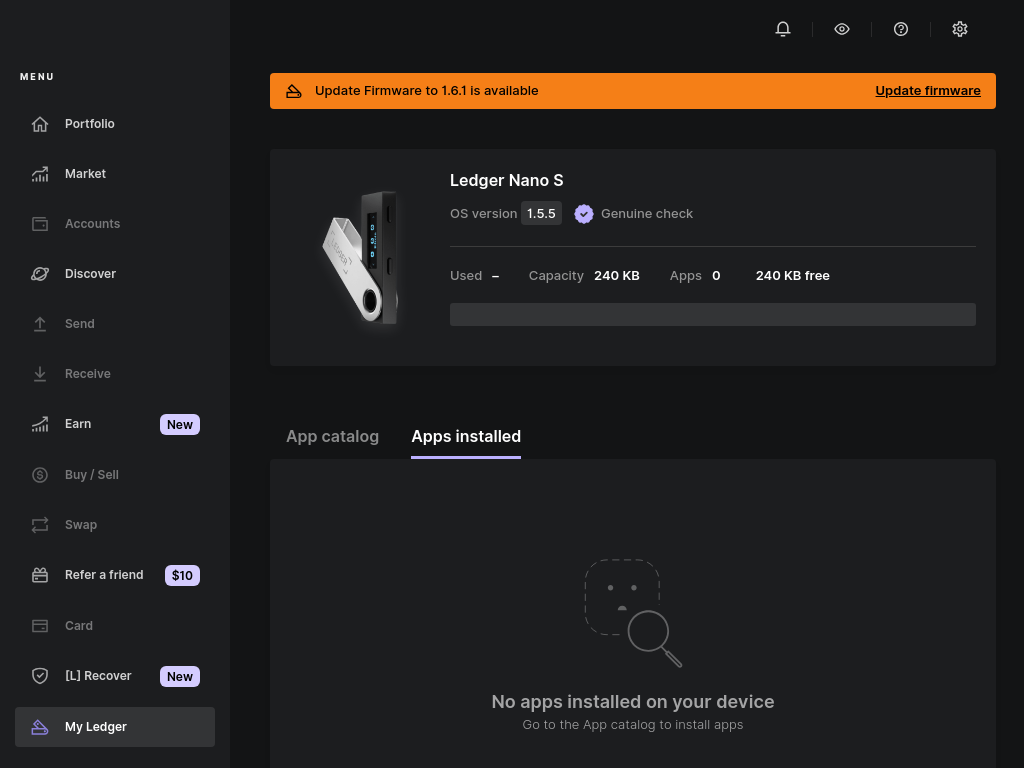 MENU
Portfolio
Market
Accounts
Discover
Send
Receive
Earn New
Buy / Sell
Swap
Refer a friend $10
Card
[L] Recover New
My Ledger
Update Firmware to 1.6.1 is available Update firmware
Ledger Nano S
OS version 1.5.5 Genuine check
Used – Capacity 240 KB Apps 0 240 KB free
App catalog Apps installed
No apps installed on your device
Go to the App catalog to install apps